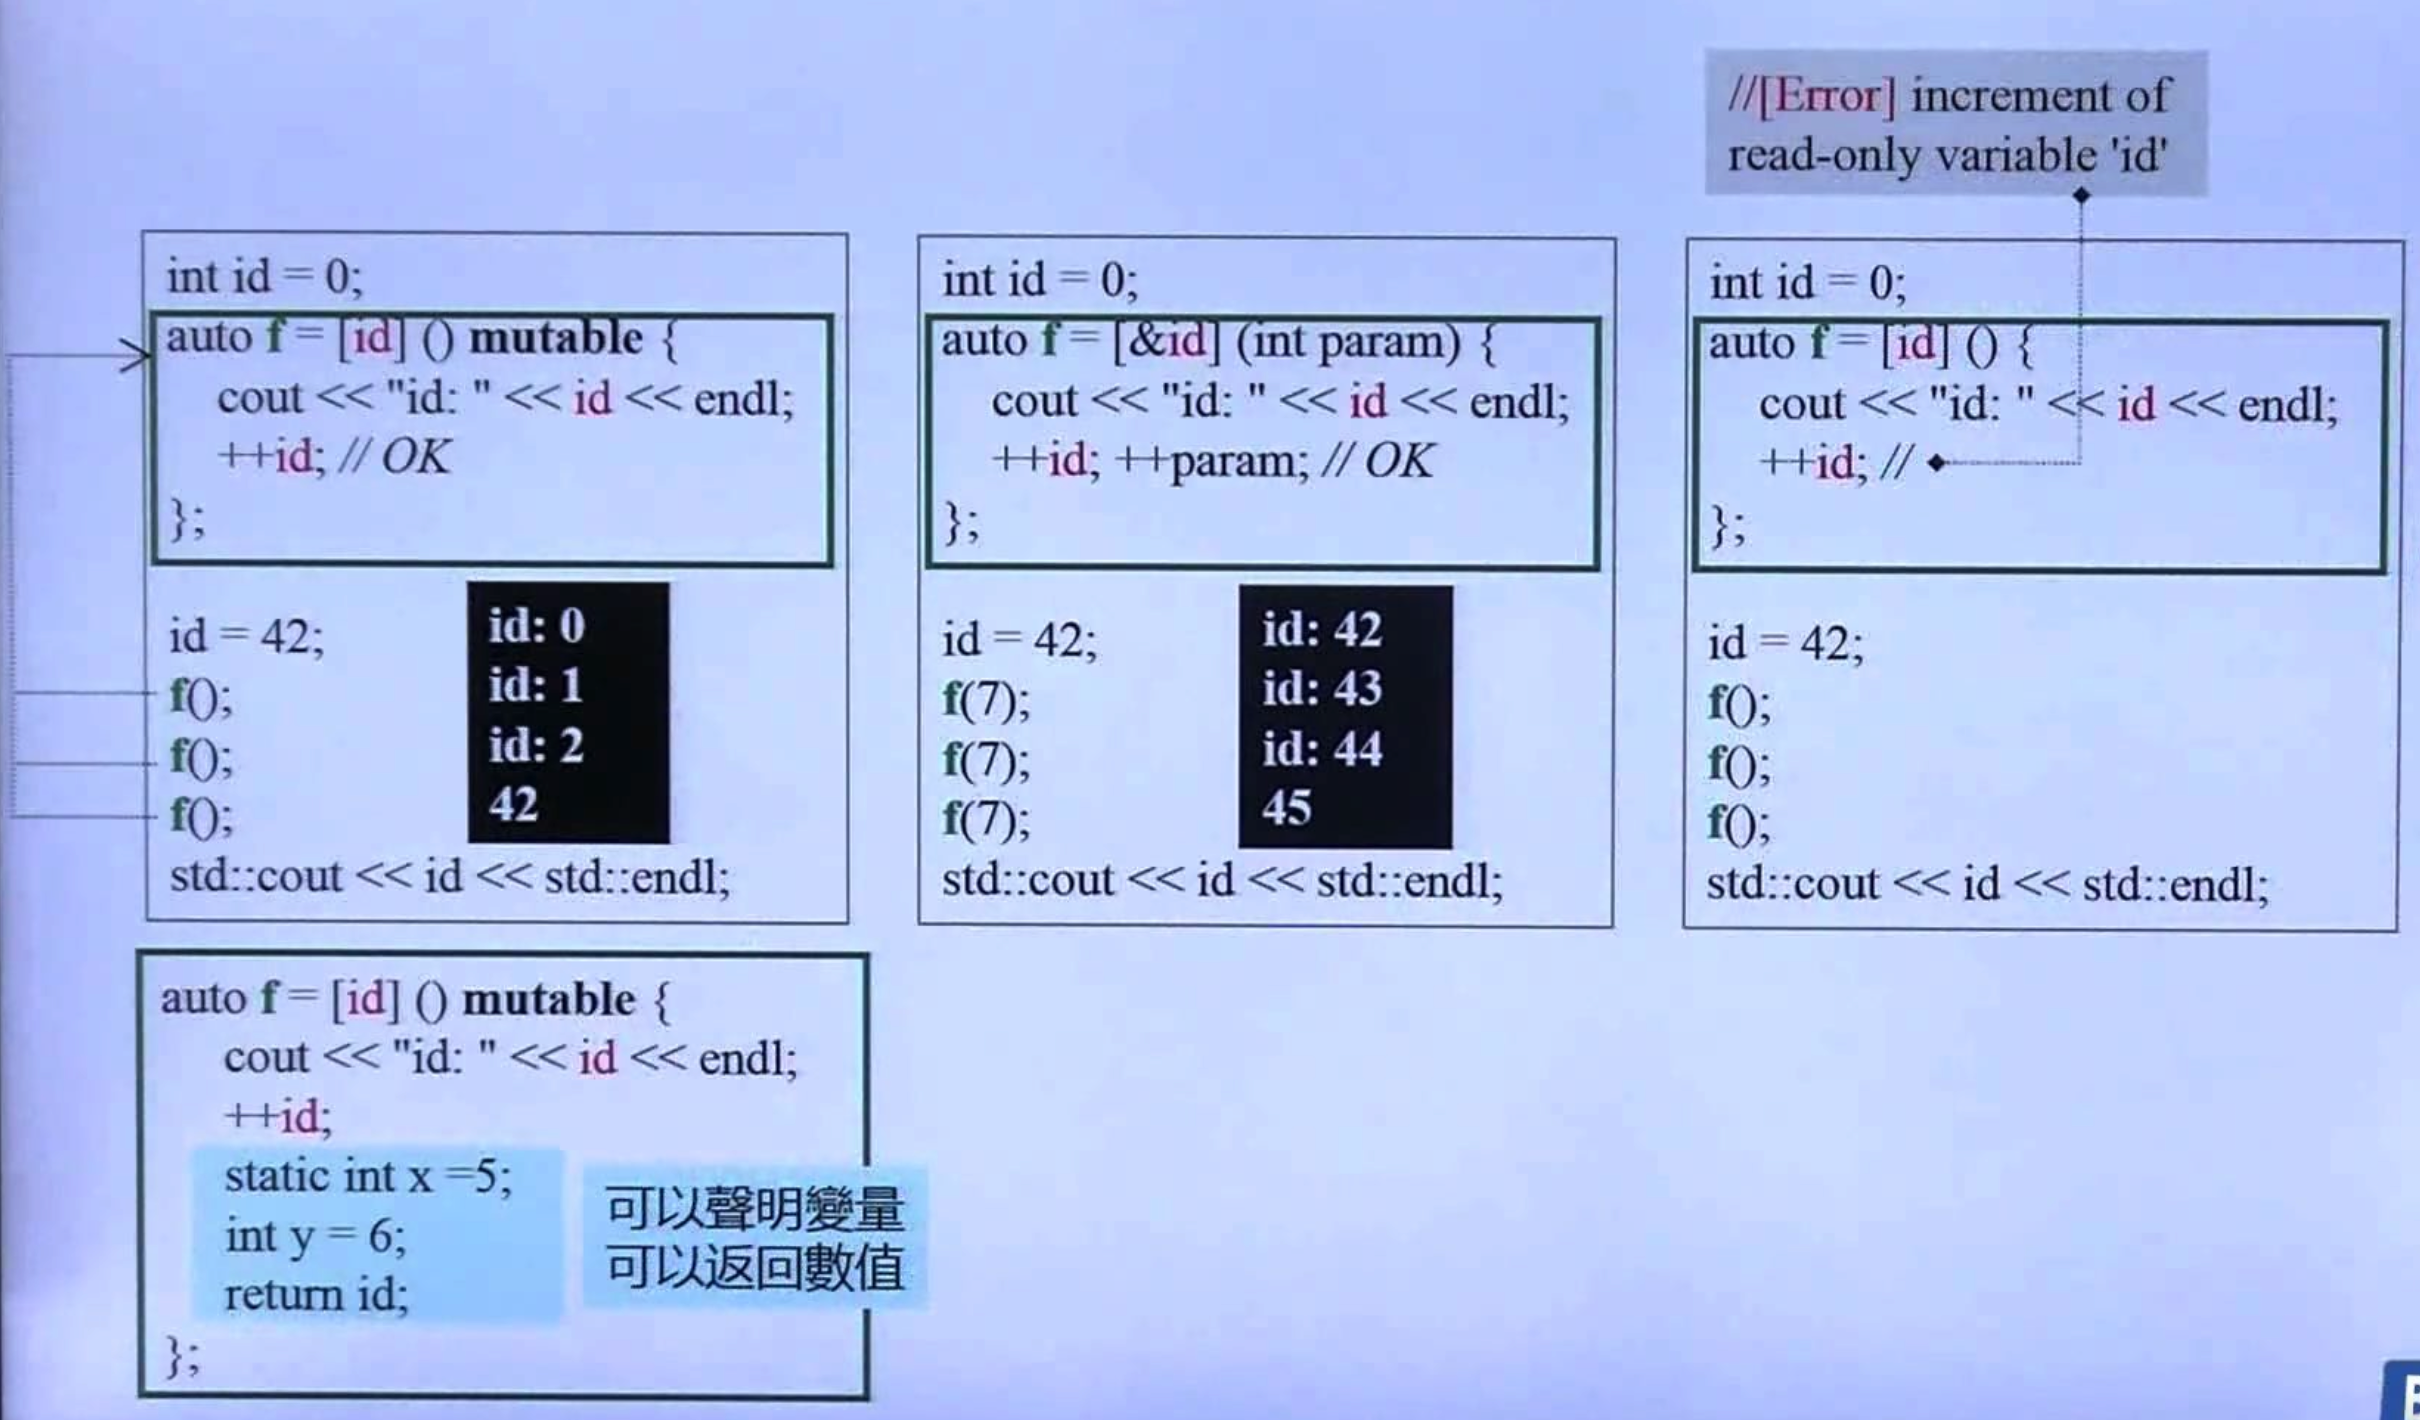 //[Error] increment of
read-only variable 'id'
int id = 0;
auto f = [id] () mutable {
cout << "id: " << id << endl;
++id; // OK
};
id = 42;
f();
f();
f();
std::cout << id << std::endl;
id: 0
id: 1
id: 2
42
int id = 0;
auto f = [&id] (int param) {
cout << "id: " << id << endl;
++id; ++param; // OK
};
id = 42;
f(7);
f(7);
f(7);
std::cout << id << std::endl;
id: 42
id: 43
id: 44
45
int id = 0;
auto f = [id] () {
cout << "id: " << id << endl;
++id; //
};
id = 42;
f();
f();
f();
std::cout << id << std::endl;
auto f = [id] () mutable {
cout << "id: " << id << endl;
++id;
static int x =5;
int y = 6;
return id;
};
可以聲明變量
可以返回數值